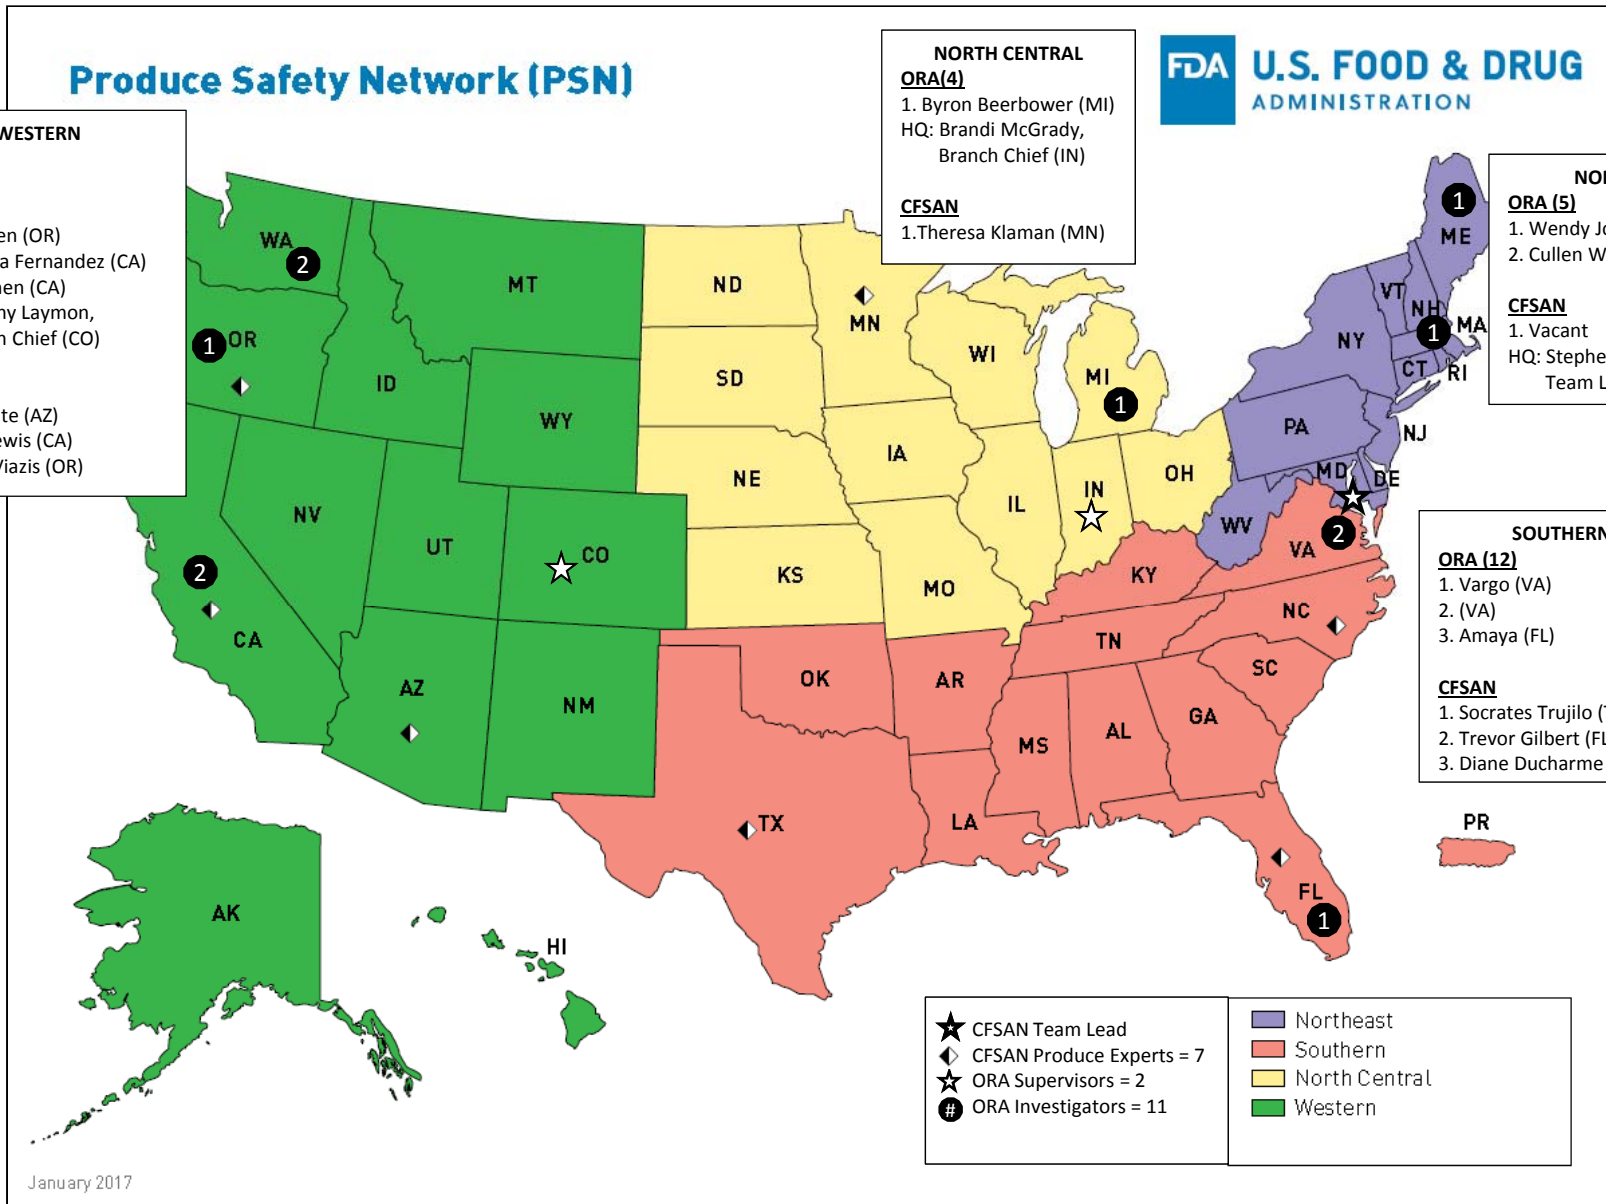 Produce Safety Network (PSN)
FDA U.S. FOOD & DRUG
ADMINISTRATION
NORTH CENTRAL
ORA(4)
1. Byron Beerbower (MI)
HQ: Brandi McGrady,
Branch Chief (IN)
CFSAN
1.Theresa Klaman (MN)
WESTERN
(OR)
Fernandez (CA)
(CA)
Laymon,
Chief (CO)
(AZ)
(CA)
(OR)
ORA (5)
1. Wendy
2. Cullen
CFSAN
1. Vacant
HQ:
Team
SOUTHERN
ORA (12)
1. Vargo (VA)
2. (VA)
3. Amaya (FL)
CFSAN
1. Socrates Trujilo
2. Trevor Gilbert (FL
3. Diane Ducharme
WA
2
MT
ND
MN
1
ME
VT
NH
1
MA
NY
1
OR
ID
SD
WI
MI
1
CT
RI
WY
PA
NJ
IA
NE
OH
MD
DE
IN
IL
NV
UT
CO
WV
VA
2
2
KS
MO
KY
CA
NC
TN
AZ
NM
OK
AR
SC
GA
MS
AL
TX
LA
PR
FL
1
AK
HI
CFSAN Team Lead
CFSAN Produce Experts = 7
ORA Supervisors = 2
# ORA Investigators = 11
Northeast
Southern
North Central
Western
January 2017